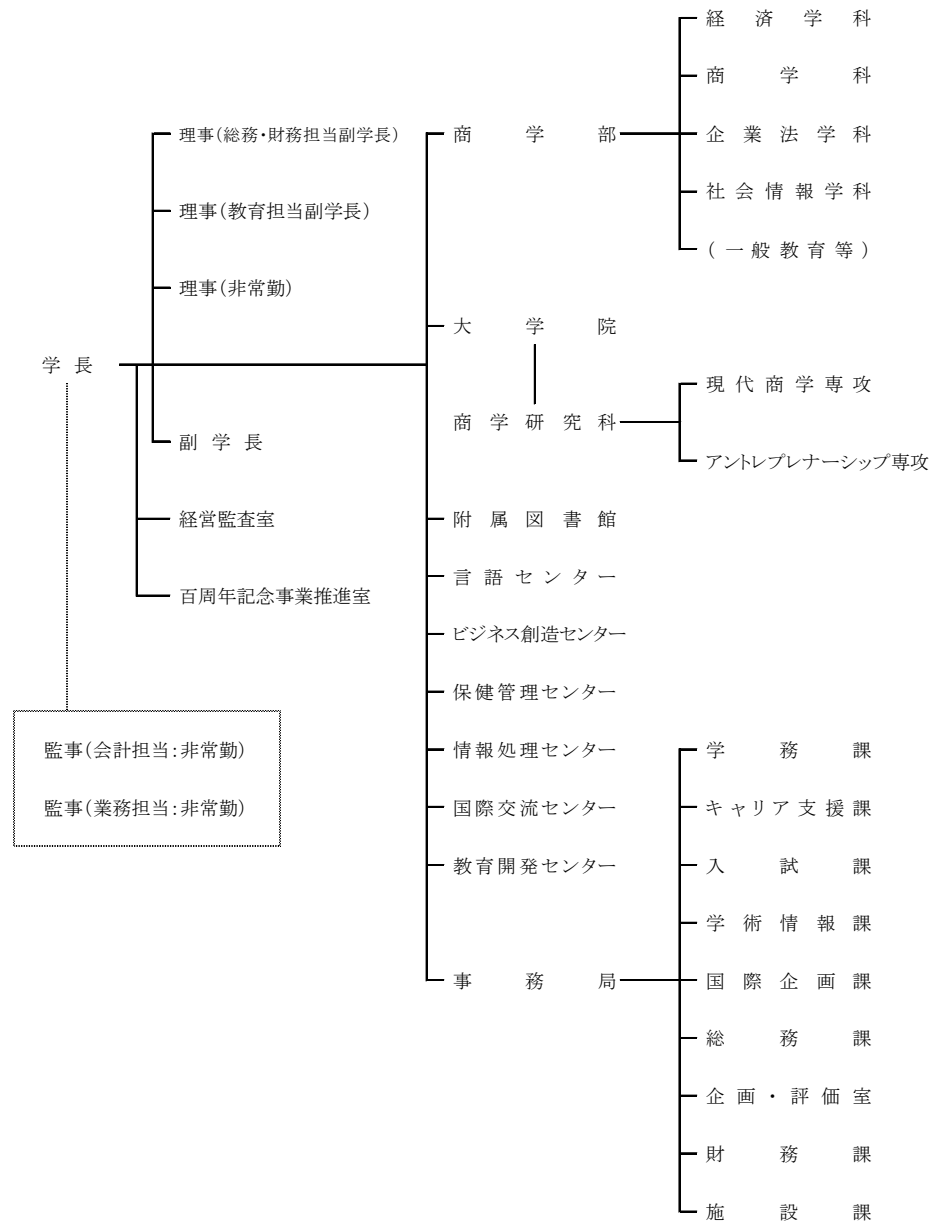 経済学科
商学科
理事(総務・財務担当副学長)
商学部
企業法学科
社会情報学科
理事(教育担当副学長)
(一般教育等)
理事(非常勤)
大学院
学長
現代商学専攻
商学研究科
副学長
アントレプレナーシップ専攻
経営監査室
附属図書館
言語センター
百周年記念事業推進室
ビジネス創造センター
保健管理センター
監事(会計担当:非常勤)
情報処理センター
学務課
監事(業務担当:非常勤)
国際交流センター
キャリア支援課
教育開発センター
入試課
学術情報課
事務局
国際企画課
総務課
企画・評価室
財務課
施設課